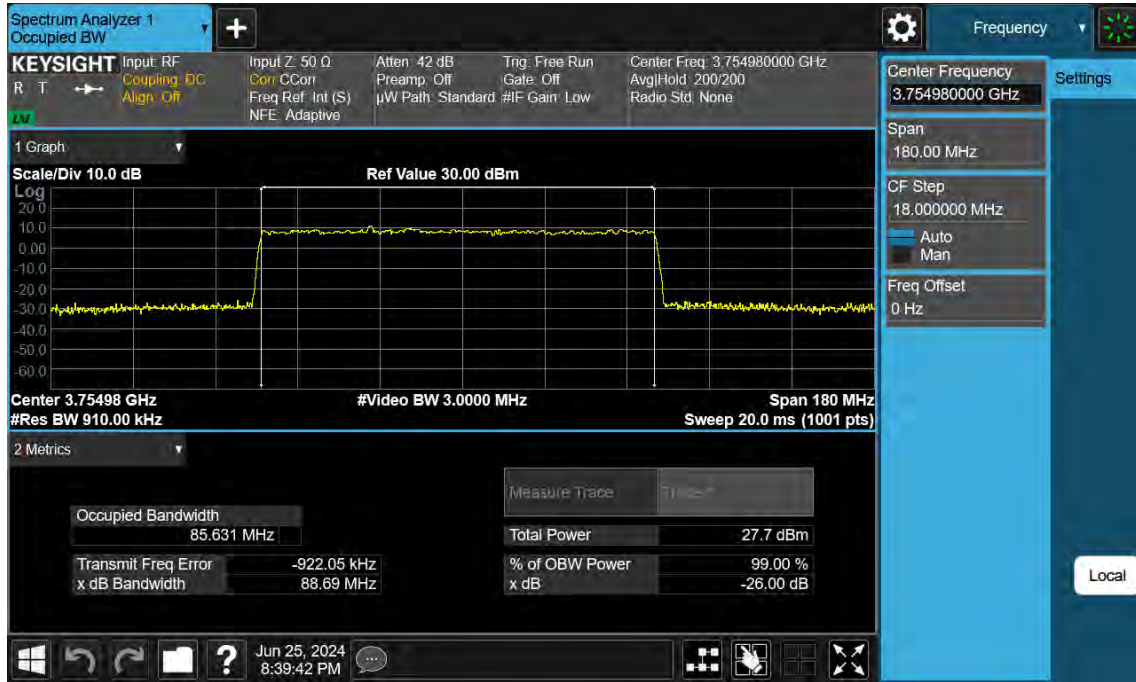 Spectrum Analyzer 1
Occupied BW
+
Frequency
KEYSIGHT
R T
LXI
Input: RF
Coupling: DC
Align: Off
Input Z: 50 Ω
Corr CCorr
Freq Ref: Int (S)
NFE: Adaptive
Atten: 42 dB
Preamp: Off
µW Path: Standard
Trig: Free Run
Gate: Off
#IF Gain: Low
Center Freq: 3.754980000 GHz
Avg|Hold: 200/200
Radio Std: None
Center Frequency
3.754980000 GHz
Settings
Span
180.00 MHz
CF Step
18.000000 MHz
Auto
Man
Freq Offset
0 Hz
Local
1 Graph
Scale/Div 10.0 dB
Ref Value 30.00 dBm
Log
20.0
10.0
0.00
-10.0
-20.0
-30.0
-40.0
-50.0
-60.0
Center 3.75498 GHz
#Video BW 3.0000 MHz
Span 180 MHz
#Res BW 910.00 kHz
Sweep 20.0 ms (1001 pts)
2 Metrics
Measure Trace
Occupied Bandwidth
85.631 MHz
Total Power 27.7 dBm
Transmit Freq Error -922.05 kHz
% of OBW Power 99.00 %
x dB Bandwidth 88.69 MHz
x dB -26.00 dB
?
Jun 25, 2024
8:39:42 PM